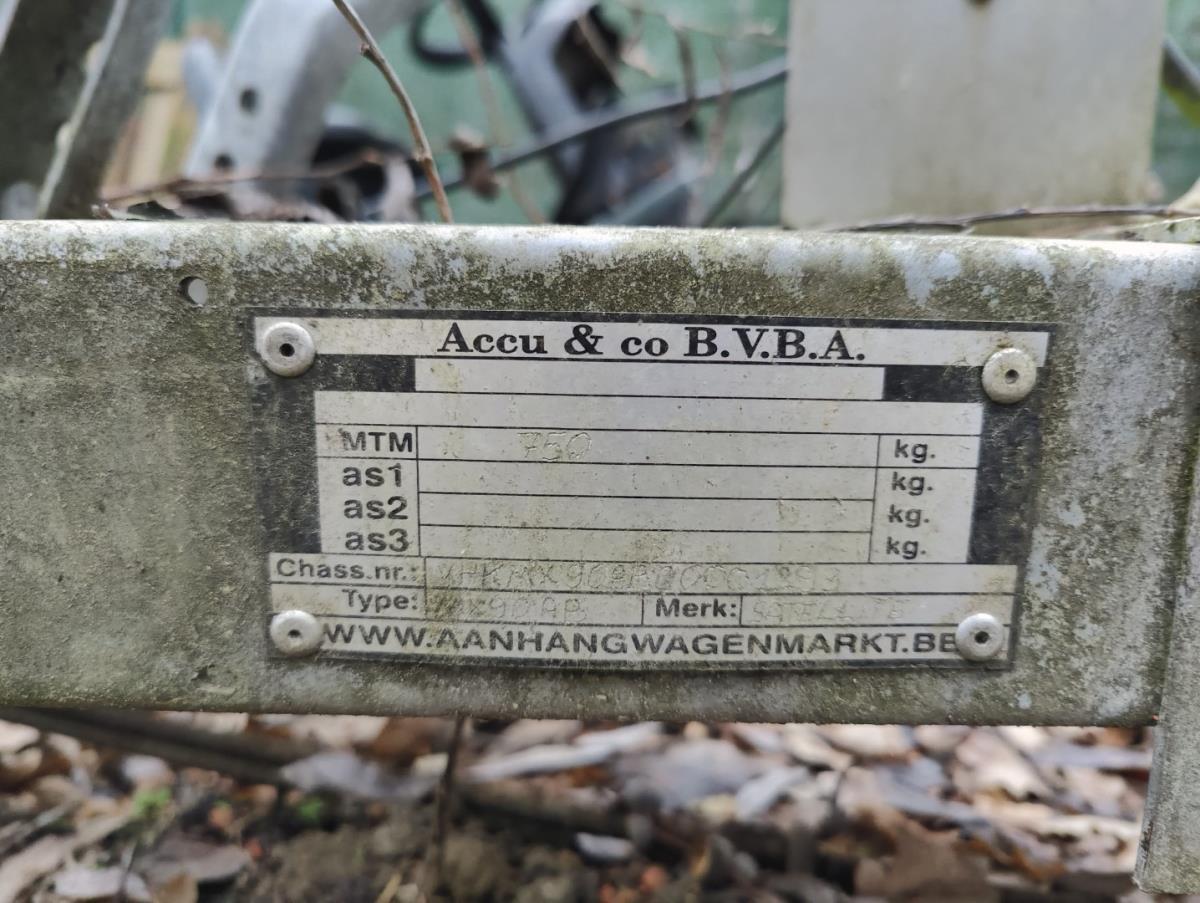 Accu & co B.V.B.A.
MTM 750 kg.
as1 kg.
as2 kg.
as3 kg.
Chass.nr.:
Type: Merk:
WWW.AANHANGWAGENMARKT.BE